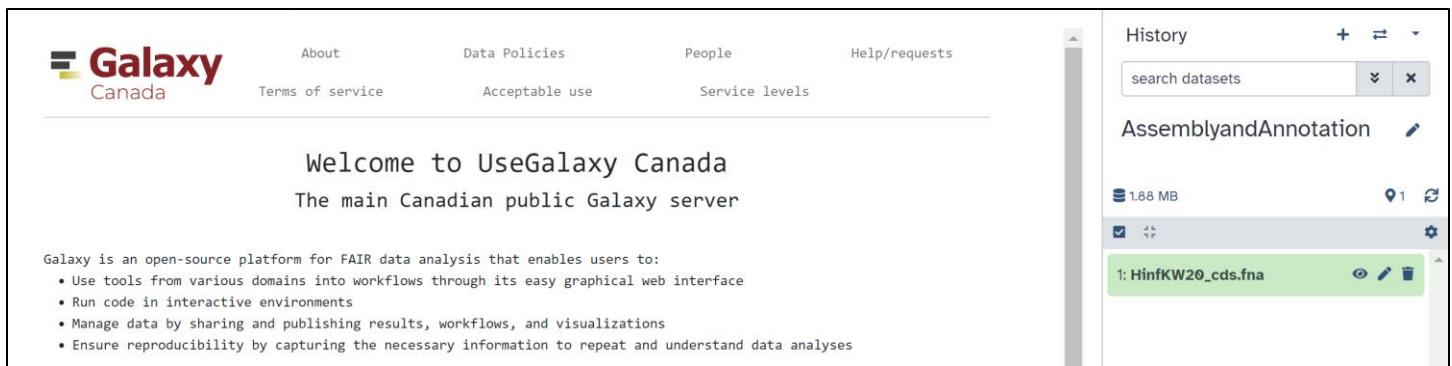 Galaxy
Canada
About Data Policies People Help/requests
Terms of service Acceptable use Service levels
Welcome to UseGalaxy Canada
The main Canadian public Galaxy server
Galaxy is an open-source platform for FAIR data analysis that enables users to:
• Use tools from various domains into workflows through its easy graphical web interface
• Run code in interactive environments
• Manage data by sharing and publishing results, workflows, and visualizations
• Ensure reproducibility by capturing the necessary information to repeat and understand data analyses
History
search datasets
AssemblyandAnnotation
1.88 MB 1
1: HinfKW20_cds.fna